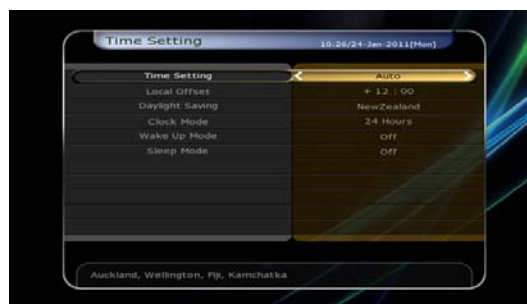 Time Setting 10:26/24-Jan-2011(Mon)
Time Setting Auto
Local Offset + 12 : 00
Daylight Saving NewZealand
Clock Mode 24 Hours
Wake Up Mode Off
Sleep Mode Off
Auckland, Wellington, Fiji, Kamchatka